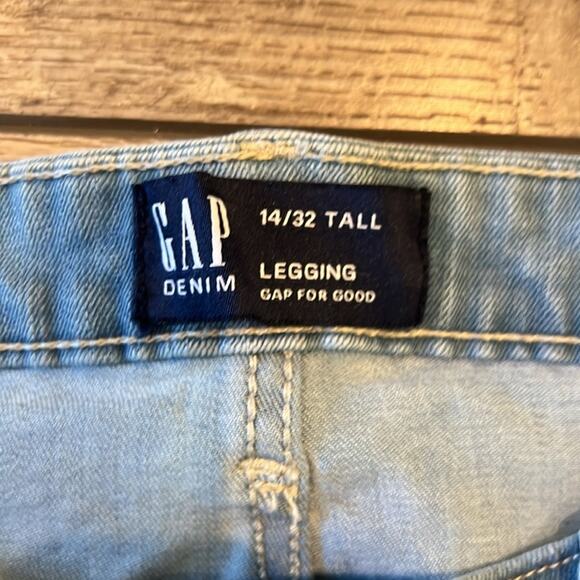 GAP
DENIM
14/32 TALL
LEGGING
GAP FOR GOOD